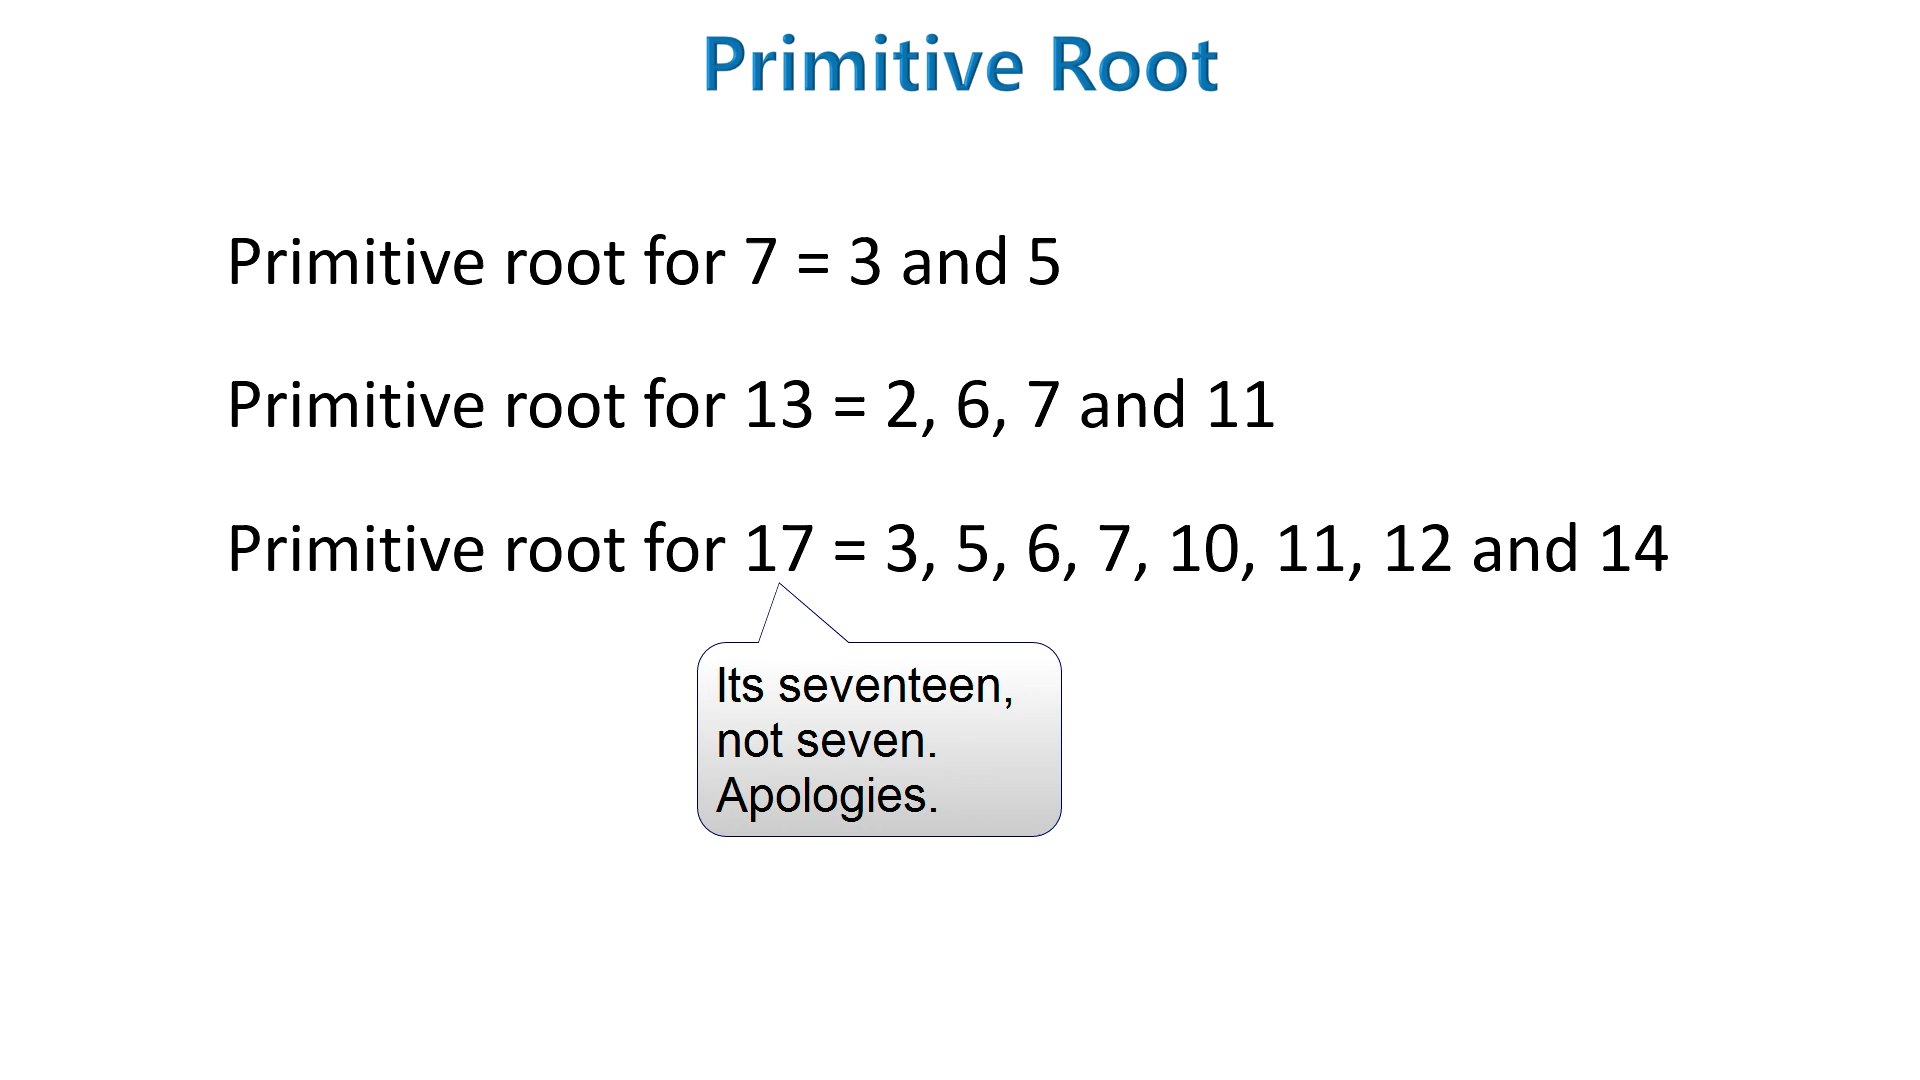 Primitive Root
Primitive root for 7 = 3 and 5
Primitive root for 13 = 2, 6, 7 and 11
Primitive root for 17 = 3, 5, 6, 7, 10, 11, 12 and 14
Its seventeen,
not seven.
Apologies.